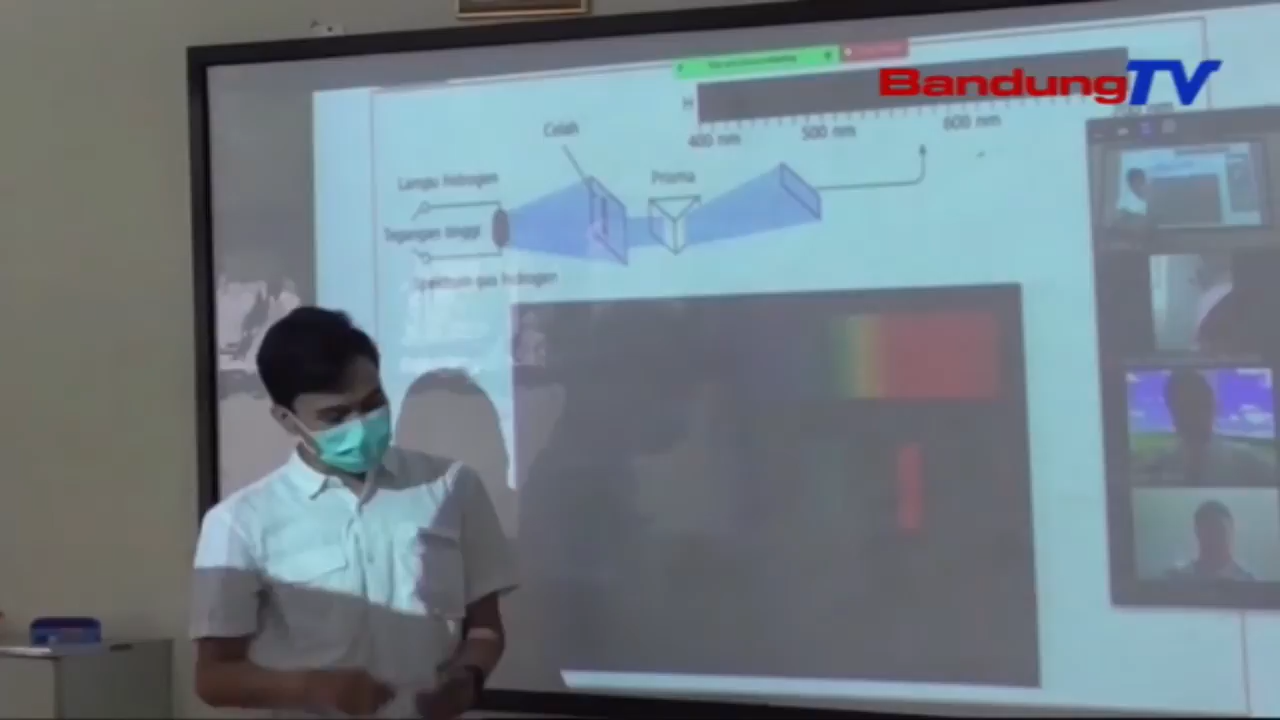 BandungTV
H
400 nm 500 nm 600 nm
Celah
Lampu Hidrogen
Prisma
Tegangan tinggi
Spektrum gas hidrogen